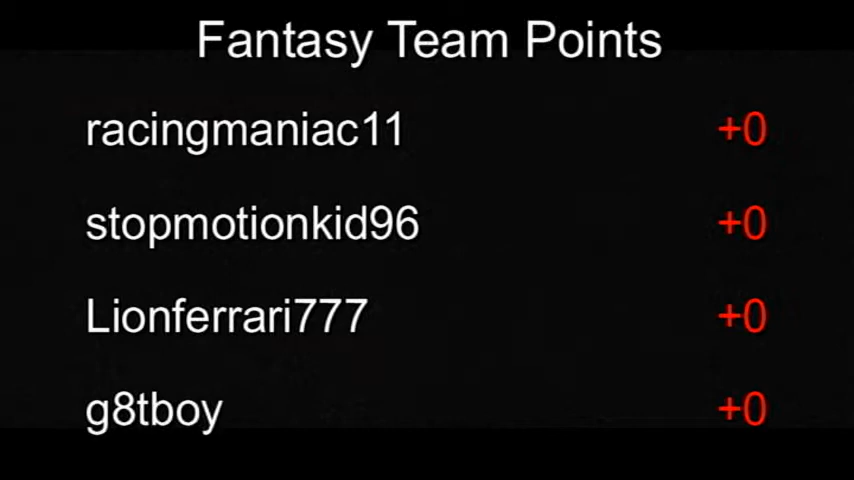 Fantasy Team Points
racingmaniac11 +0
stopmotionkid96 +0
Lionferrari777 +0
g8tboy +0